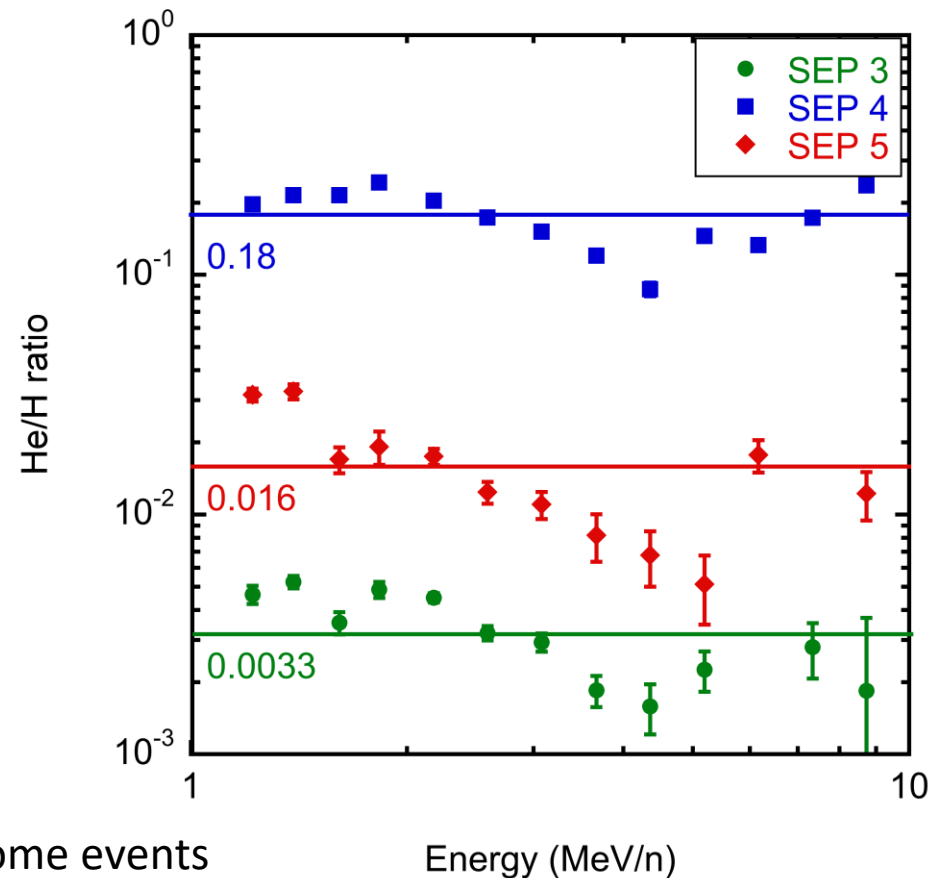 10⁰
SEP 3
SEP 4
SEP 5
0.18
10⁻¹
He/H ratio
0.016
10⁻²
0.0033
10⁻³
1
10
Energy (MeV/n)
events